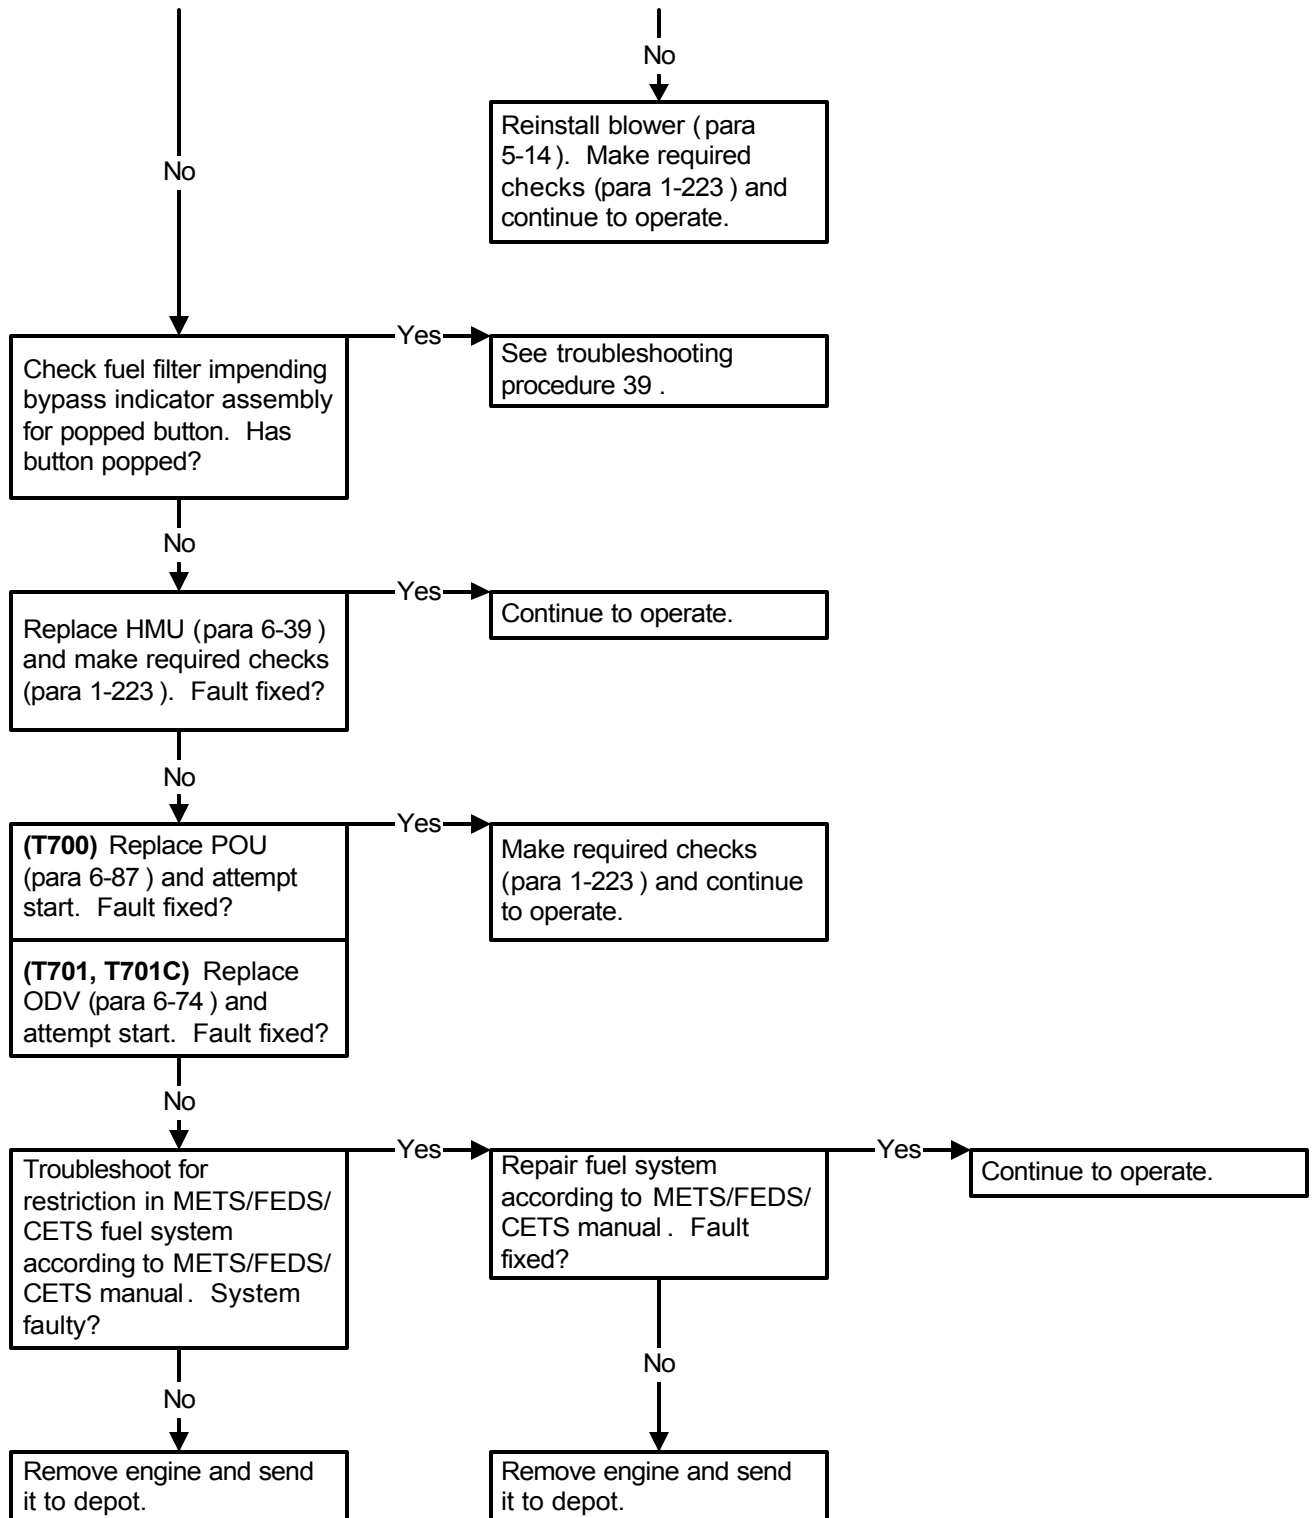 No
Reinstall blower (para
5-14). Make required
checks (para 1-223) and
continue to operate.
No
Check fuel filter impending
bypass indicator assembly
for popped button. Has
button popped?
Yes
See troubleshooting
procedure 39.
No
Replace HMU (para 6-39)
and make required checks
(para 1-223). Fault fixed?
Yes
Continue to operate.
No
(T700) Replace POU
(para 6-87) and attempt
start. Fault fixed?
Yes
Make required checks
(para 1-223) and continue
to operate.
(T701, T701C) Replace
ODV (para 6-74) and
attempt start. Fault fixed?
No
Troubleshoot for
restriction in METS/FEDS/
CETS fuel system
according to METS/FEDS/
CETS manual. System
faulty?
Yes
Repair fuel system
according to METS/FEDS/
CETS manual. Fault
fixed?
Yes
Continue to operate.
No
Remove engine and send
it to depot.
No
Remove engine and send
it to depot.